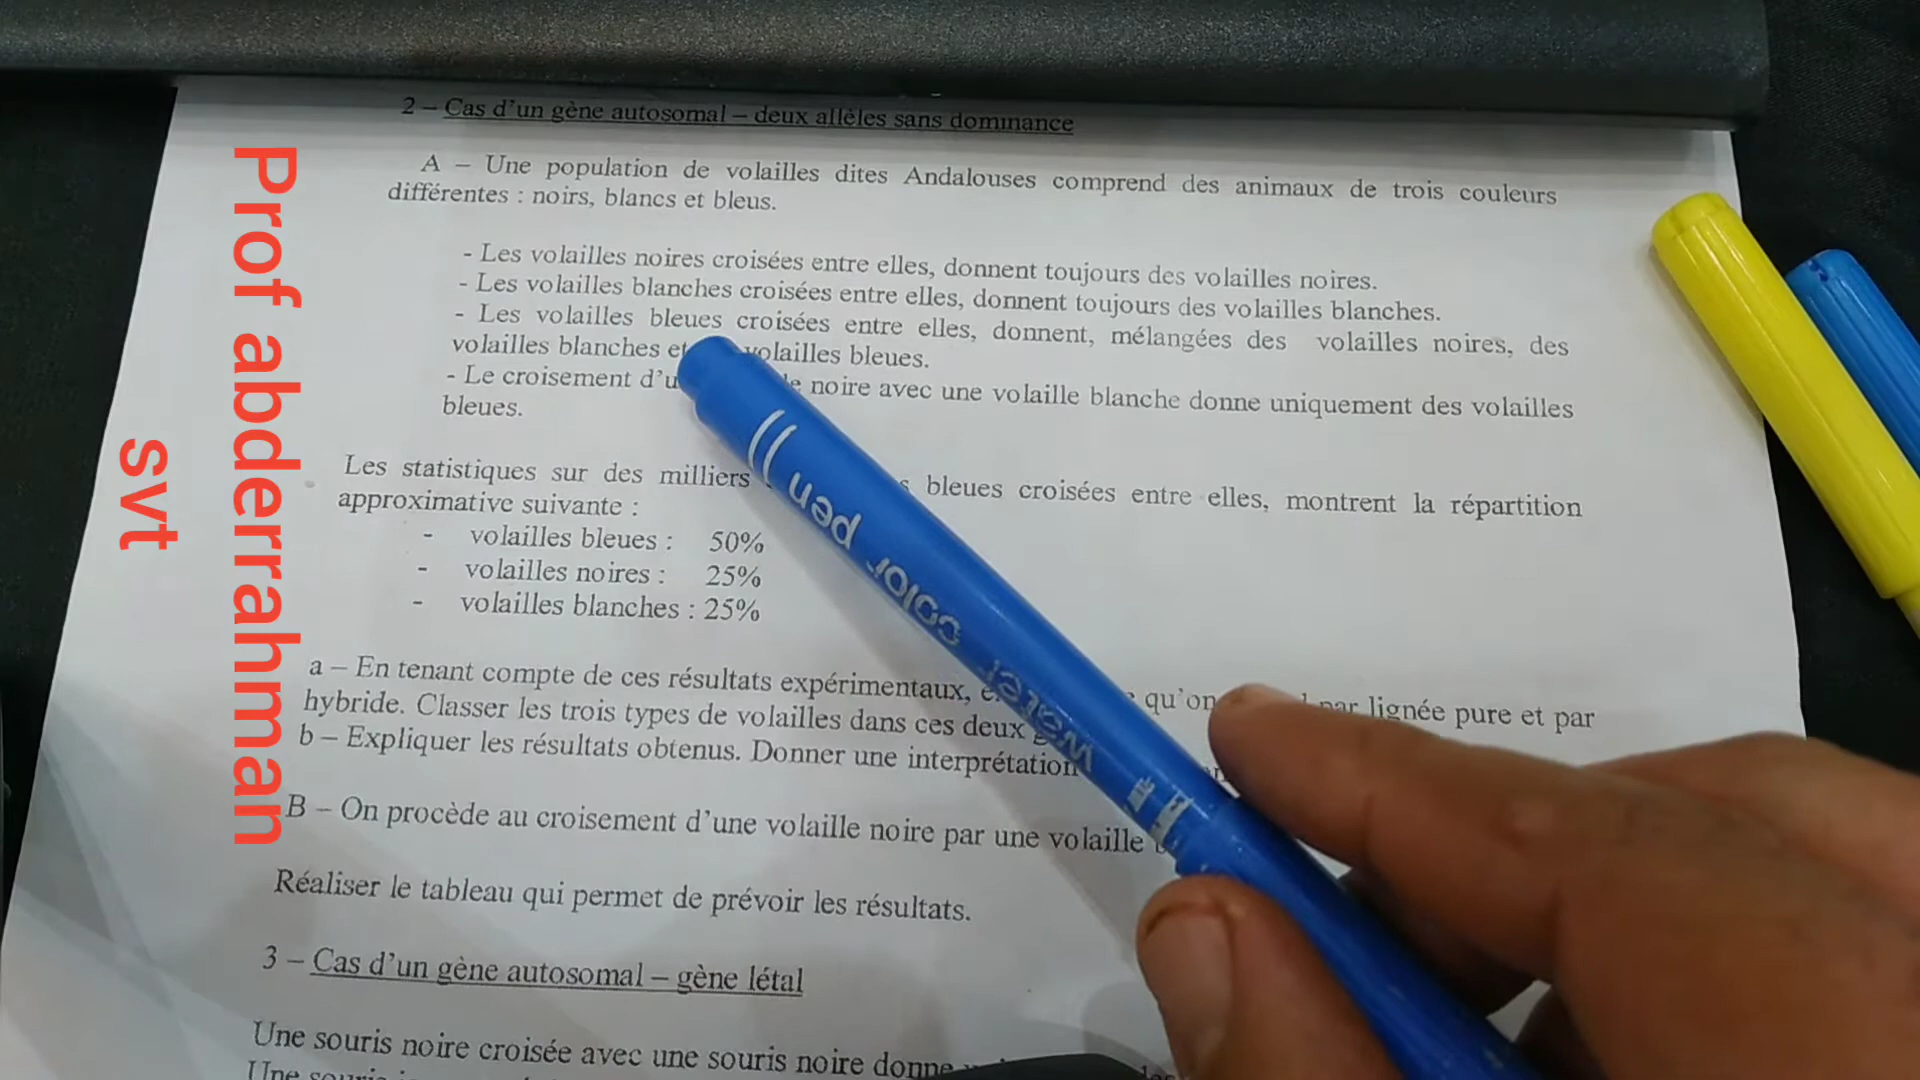 2 – Cas d'un gène autosomal – deux allèles sans dominance
A – Une population de volailles dites Andalouses comprend des animaux de trois couleurs
différentes : noirs, blancs et bleus.
- Les volailles noires croisées entre elles, donnent toujours des volailles noires.
- Les volailles blanches croisées entre elles, donnent toujours des volailles blanches.
- Les volailles bleues croisées entre elles, donnent, mélangées des volailles noires, des
volailles blanches et volailles bleues.
- Le croisement noire avec une volaille blanche donne uniquement des volailles
bleues.
Les statistiques sur des milliers bleues croisées entre elles, montrent la répartition
approximative suivante :
- volailles bleues : 50%
- volailles noires : 25%
- volailles blanches : 25%
a – En tenant compte de ces résultats expérimentaux, qu'on par lignée pure et par
hybride. Classer les trois types de volailles dans ces deux
b – Expliquer les résultats obtenus. Donner une interprétation
B – On procède au croisement d'une volaille noire par une volaille
Réaliser le tableau qui permet de prévoir les résultats.
3 – Cas d'un gène autosomal – gène létal
Une souris noire croisée avec une souris noire donne
Une
Prof abderrahman
svt
Water color pen